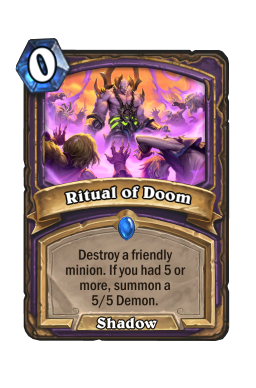 0
Ritual of Doom
Destroy a friendly
minion. If you had 5 or
more, summon a
5/5 Demon.
Shadow